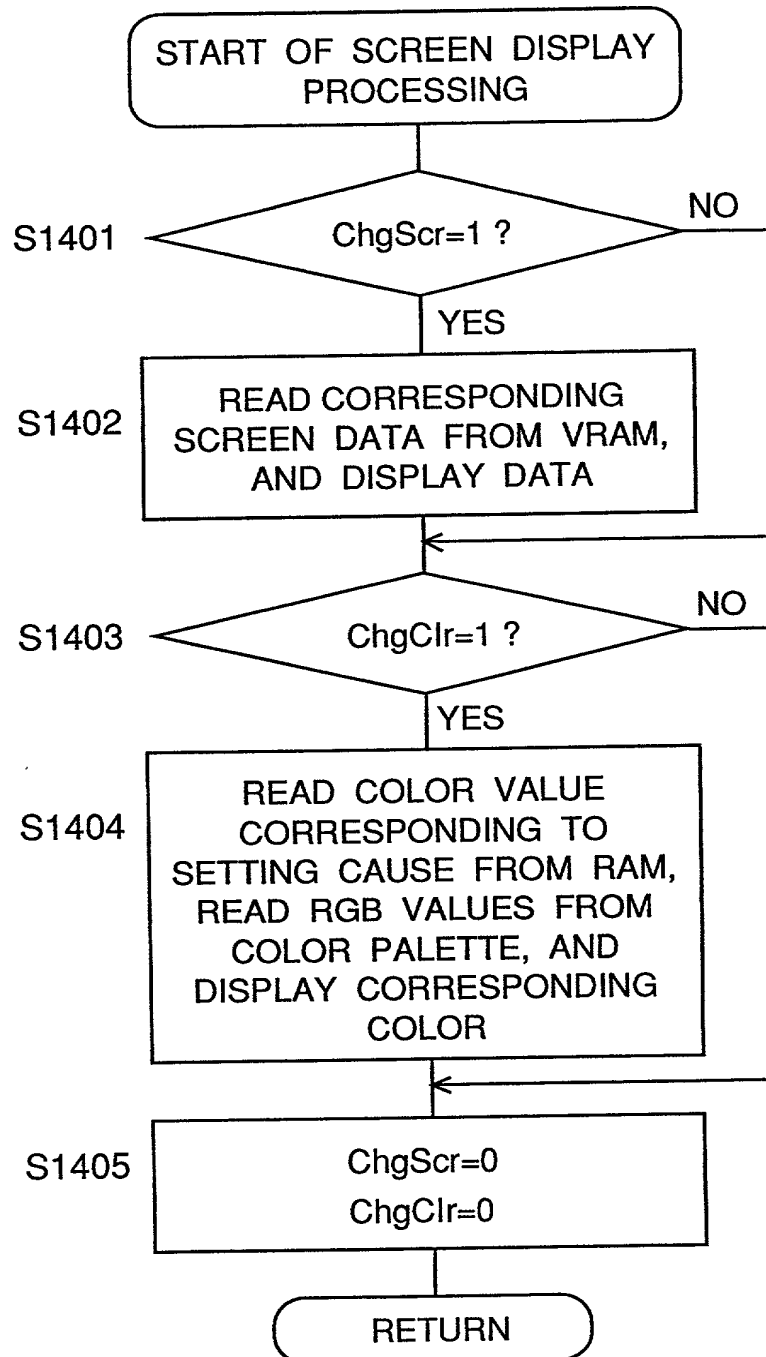 START OF SCREEN DISPLAY
PROCESSING
S1401
ChgScr=1 ?
NO
YES
S1402
READ CORRESPONDING
SCREEN DATA FROM VRAM,
AND DISPLAY DATA
S1403
ChgClr=1 ?
NO
YES
S1404
READ COLOR VALUE
CORRESPONDING TO
SETTING CAUSE FROM RAM,
READ RGB VALUES FROM
COLOR PALETTE, AND
DISPLAY CORRESPONDING
COLOR
S1405
ChgScr=0
ChgClr=0
RETURN